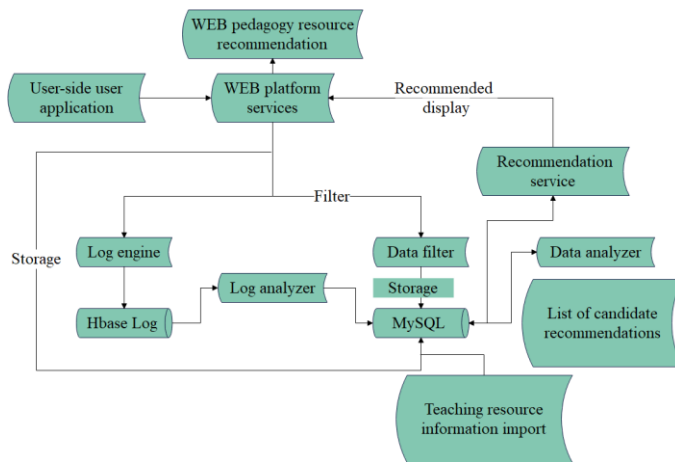 WEB pedagogy resource
recommendation
User-side user
application
WEB platform
services
Recommended
display
Recommendation
service
Filter
Storage
Log engine
Data filter
Data analyzer
Storage
Log analyzer
Hbase Log
MySQL
List of candidate
recommendations
Teaching resource
information import